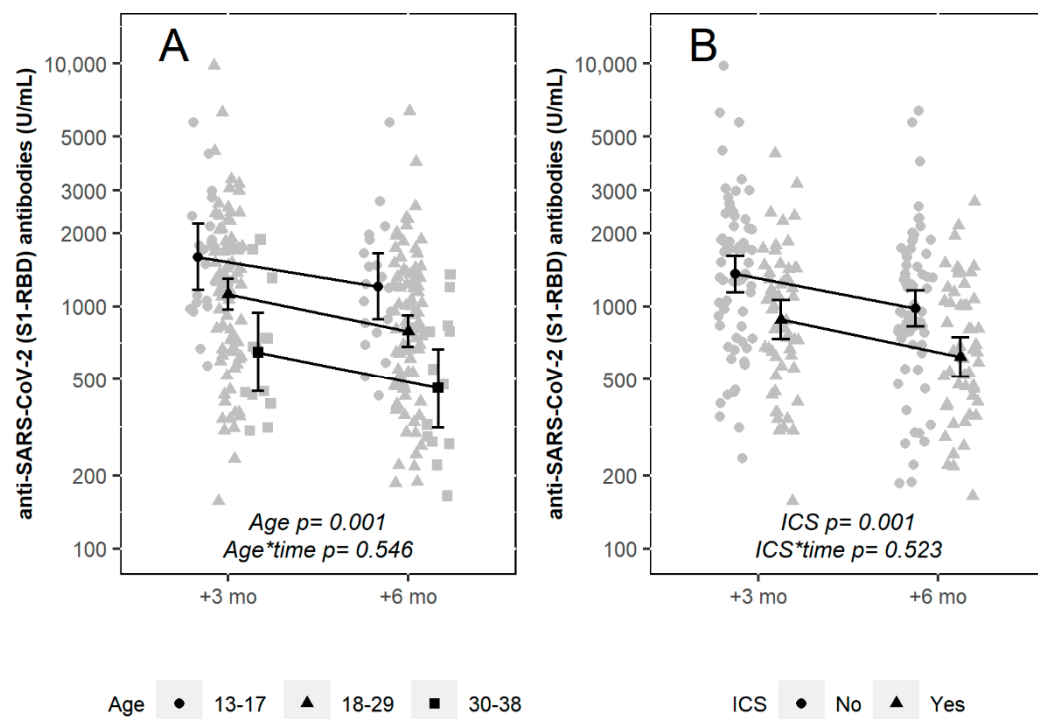 A
anti-SARS-CoV-2 (S1-RBD) antibodies (U/mL)
10,000
5000
3000
2000
1000
500
200
100
Age p= 0.001
Age*time p= 0.546
+3 mo +6 mo
Age 13-17 18-29 30-38
B
anti-SARS-CoV-2 (S1-RBD) antibodies (U/mL)
10,000
5000
3000
2000
1000
500
200
100
ICS p= 0.001
ICS*time p= 0.523
+3 mo +6 mo
ICS No Yes